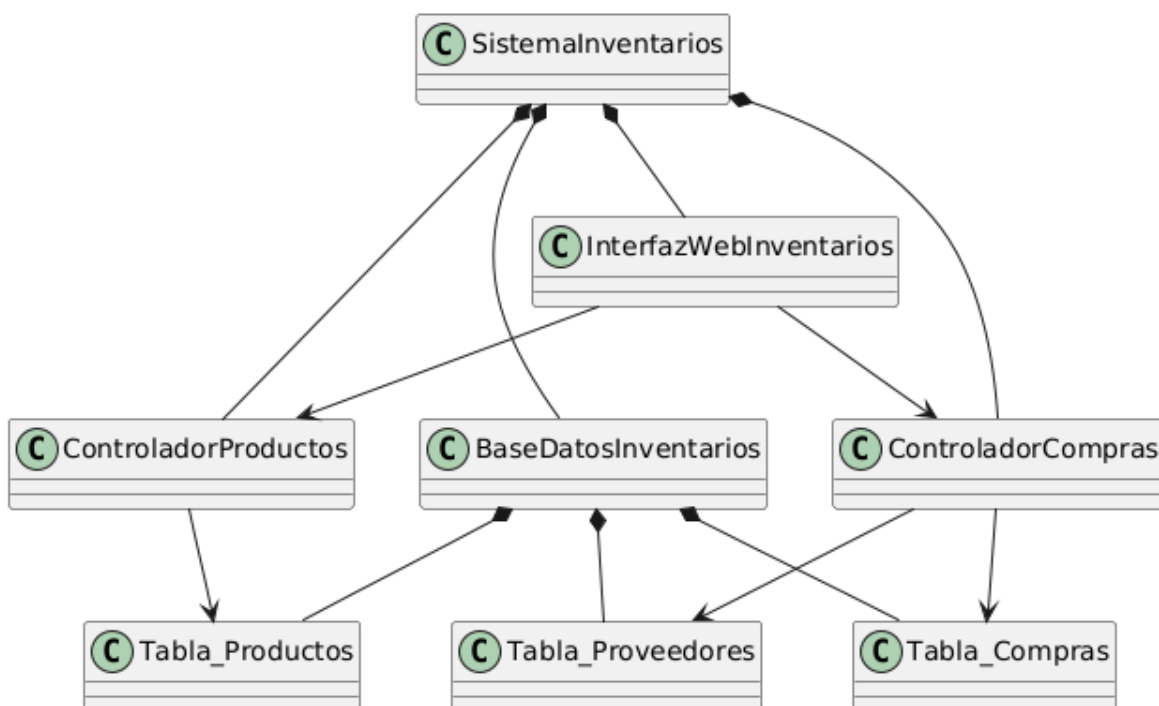 C SistemaInventarios
C InterfazWebInventarios
C ControladorProductos
C BaseDatosInventarios
C ControladorCompras
C Tabla_Productos
C Tabla_Proveedores
C Tabla_Compras